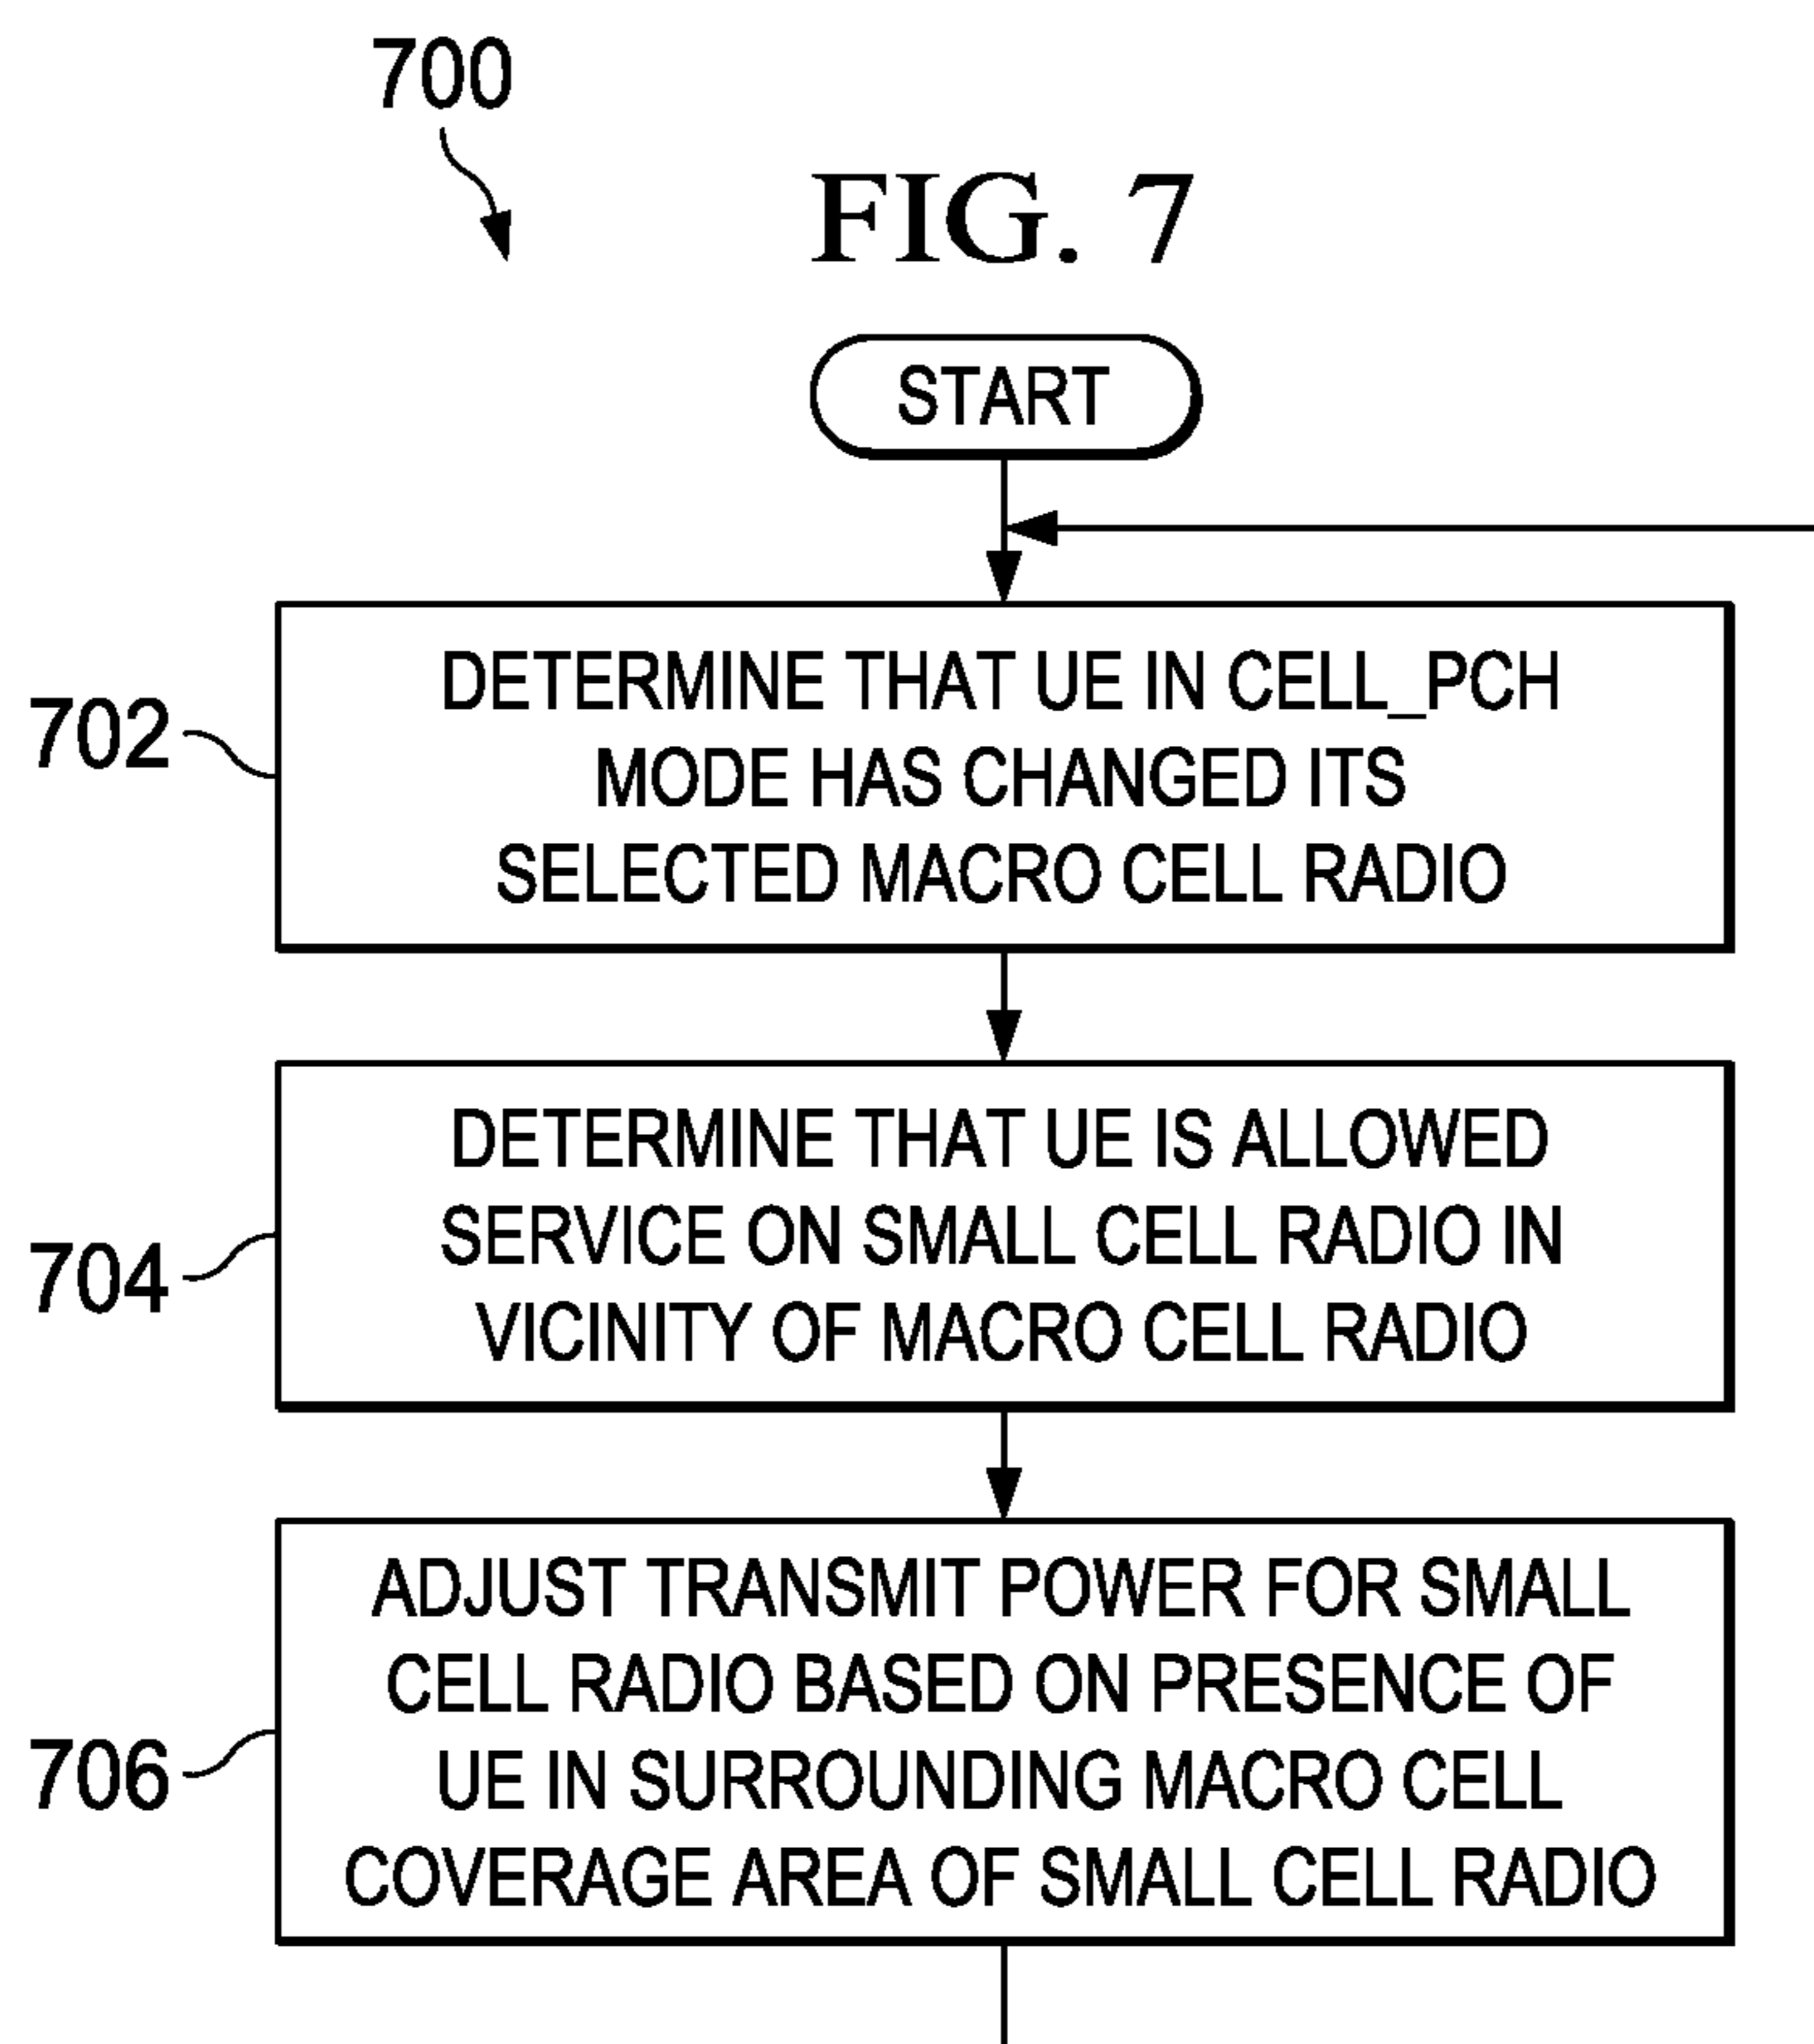 700
FIG. 7
START
702
DETERMINE THAT UE IN CELL_PCH
MODE HAS CHANGED ITS
SELECTED MACRO CELL RADIO
704
DETERMINE THAT UE IS ALLOWED
SERVICE ON SMALL CELL RADIO IN
VICINITY OF MACRO CELL RADIO
706
ADJUST TRANSMIT POWER FOR SMALL
CELL RADIO BASED ON PRESENCE OF
UE IN SURROUNDING MACRO CELL
COVERAGE AREA OF SMALL CELL RADIO